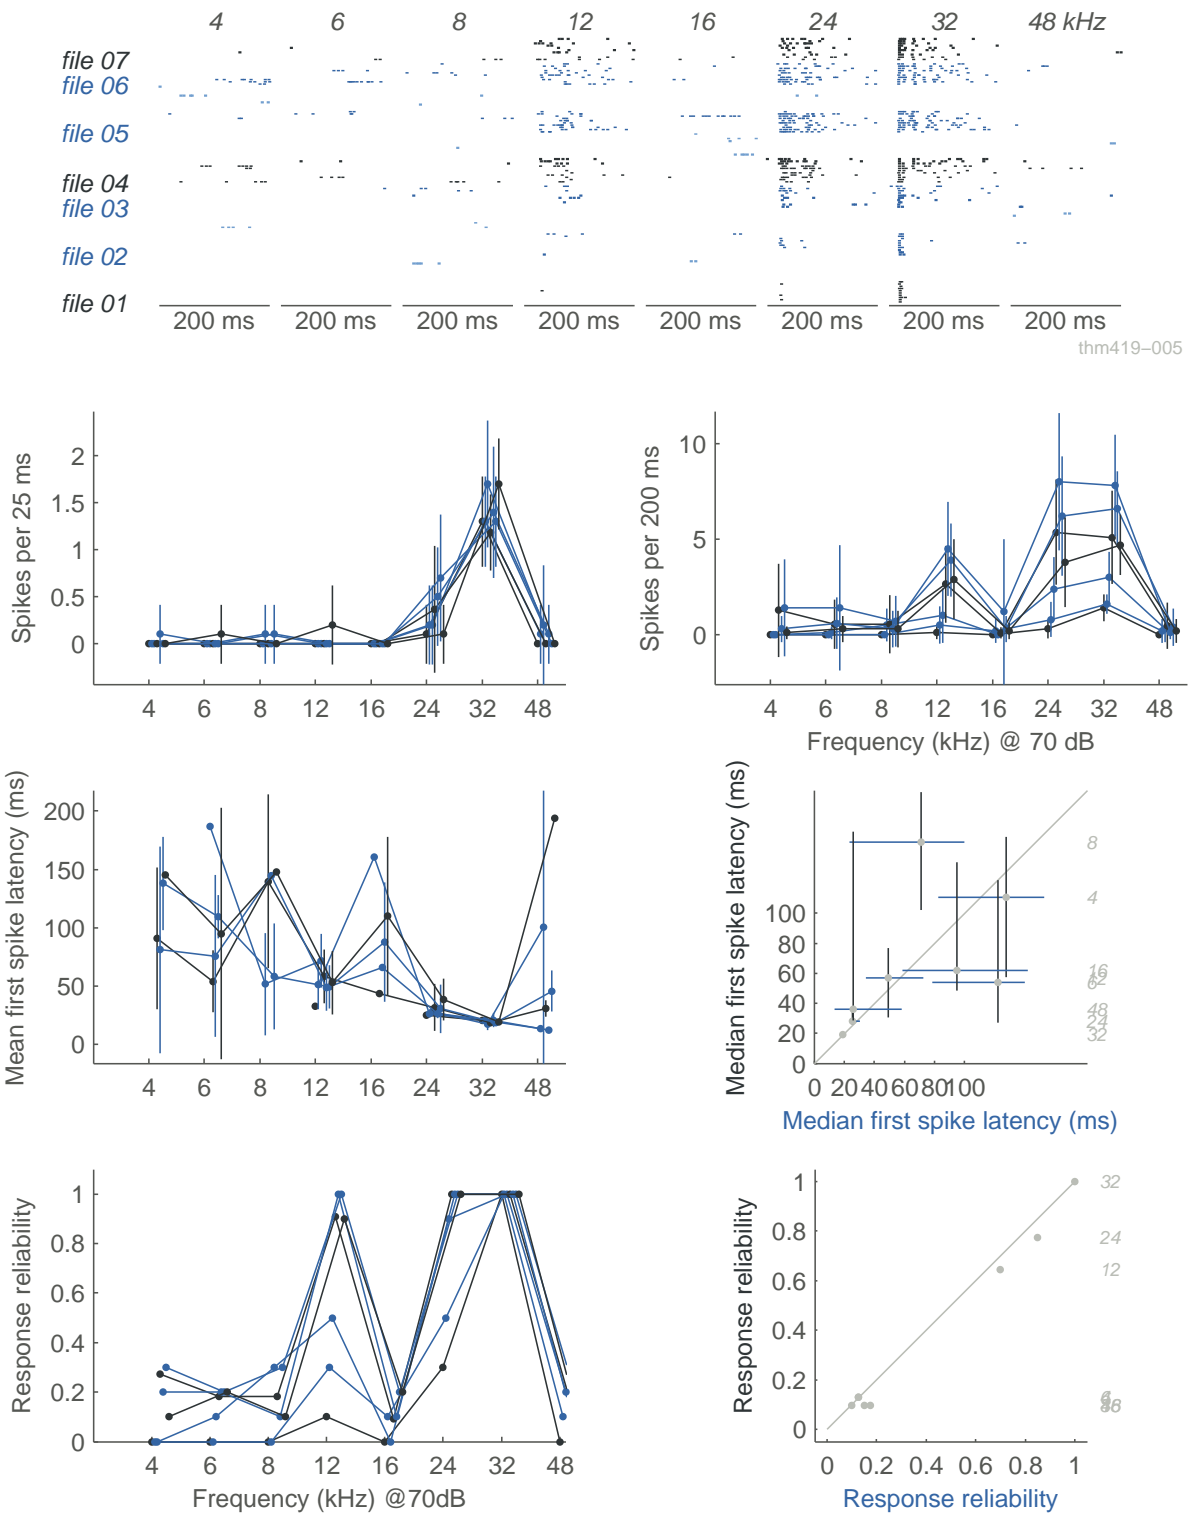 4 6 8 12 16 24 32 48 kHz
file 07
file 06
file 05
file 04
file 03
file 02
file 01
200 ms 200 ms 200 ms 200 ms 200 ms 200 ms 200 ms 200 ms
thm419–005
Spikes per 25 ms
2
1.5
1
0.5
0
4 6 8 12 16 24 32 48
Spikes per 200 ms
10
5
0
4 6 8 12 16 24 32 48
Frequency (kHz) @ 70 dB
Mean first spike latency (ms)
200
150
100
50
0
4 6 8 12 16 24 32 48
Median first spike latency (ms)
100
80
60
40
20
0
0 20 40 60 80 100
8
4
16
12
6
48
24
32
Median first spike latency (ms)
Response reliability
1
0.8
0.6
0.4
0.2
0
4 6 8 12 16 24 32 48
Frequency (kHz) @70dB
Response reliability
1
0.8
0.6
0.4
0.2
0
0 0.2 0.4 0.6 0.8 1
32
24
12
Response reliability